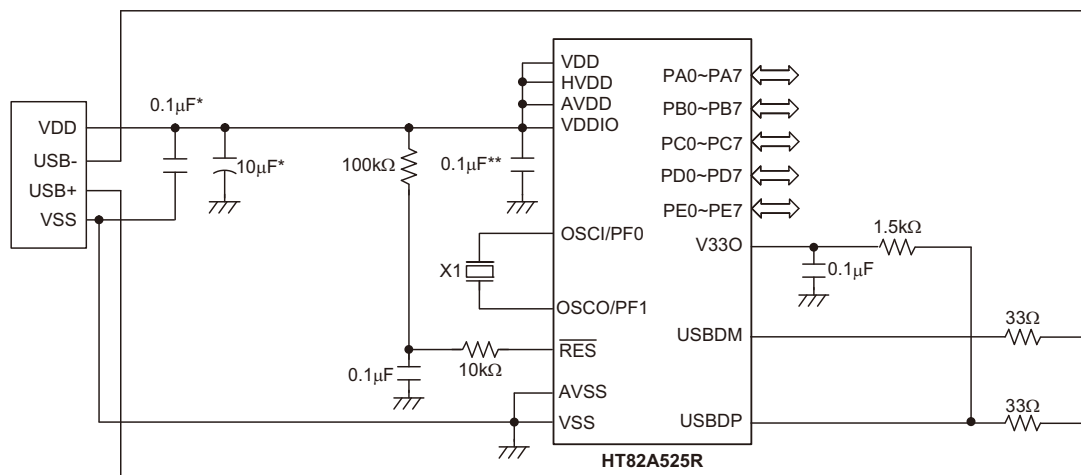 VDD
USB-
USB+
VSS
0.1μF*
10μF*
100kΩ
0.1μF**
X1
0.1μF
10kΩ
VDD
HVDD
AVDD
VDDIO
OSCI/PF0
OSCO/PF1
RES
AVSS
VSS
PA0~PA7
PB0~PB7
PC0~PC7
PD0~PD7
PE0~PE7
V33O
USBDM
USBDP
1.5kΩ
0.1μF
33Ω
33Ω
HT82A525R